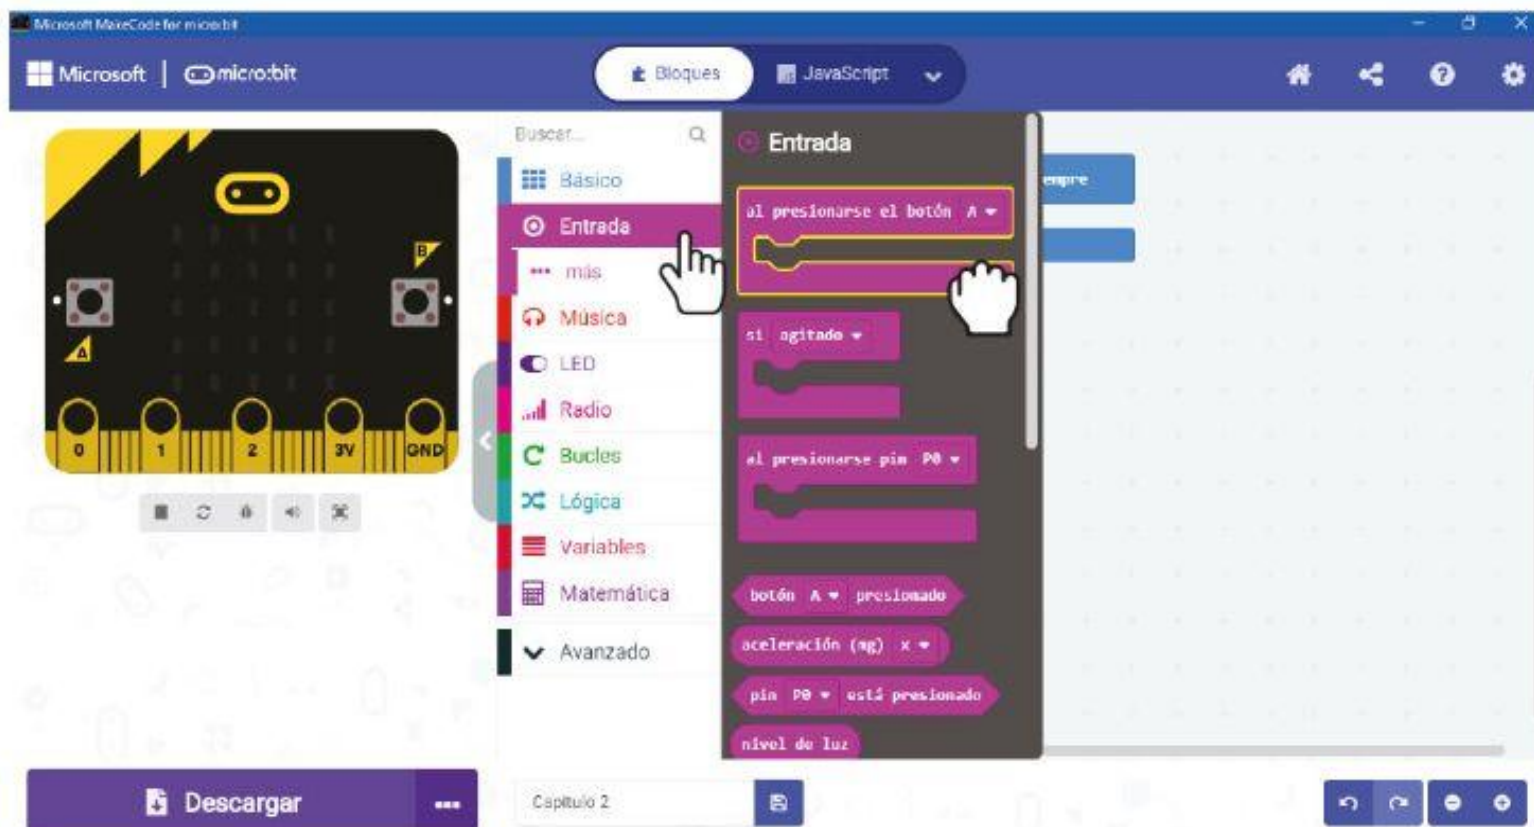 Microsoft MakeCode for micro:bit
Microsoft | micro:bit
Bloques
JavaScript
B
A
0 1 2 3V GND
Buscar...
Básico
Entrada
más
Música
LED
Radio
Bucles
Lógica
Variables
Matemática
Avanzado
Entrada
al presionarse el botón A
si agitado
al presionarse pin P0
botón A presionado
aceleración (mg) x
pin P0 está presionado
nivel de luz
Descargar
Capítulo 2